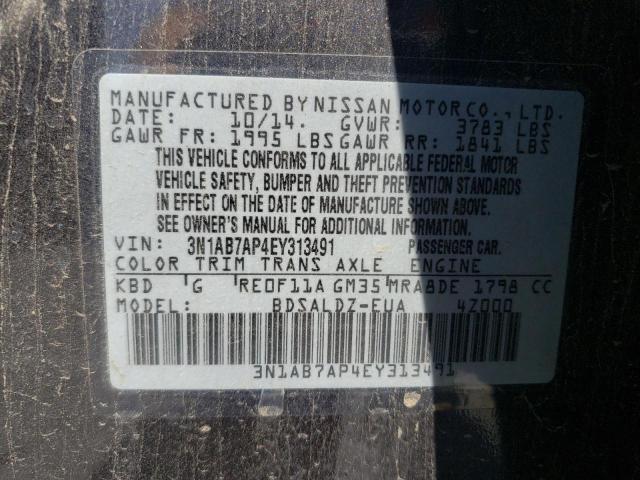 MANUFACTURED BY NISSAN MOTOR CO., LTD.
DATE: 10/14. GVWR: 3783 LBS
GAWR FR: 1995 LBS GAWR RR: 1841 LBS
THIS VEHICLE CONFORMS TO ALL APPLICABLE FEDERAL MOTOR
VEHICLE SAFETY, BUMPER AND THEFT PREVENTION STANDARDS
IN EFFECT ON THE DATE OF MANUFACTURE SHOWN ABOVE.
SEE OWNER'S MANUAL FOR ADDITIONAL INFORMATION.
VIN: 3N1AB7AP4EY313491 PASSENGER CAR.
COLOR TRIM TRANS AXLE ENGINE
KBD G RE0F11A GM35 MRA8DE 1798 CC
MODEL: BDSALDZ-EUA 4Z000
3N1AB7AP4EY313491